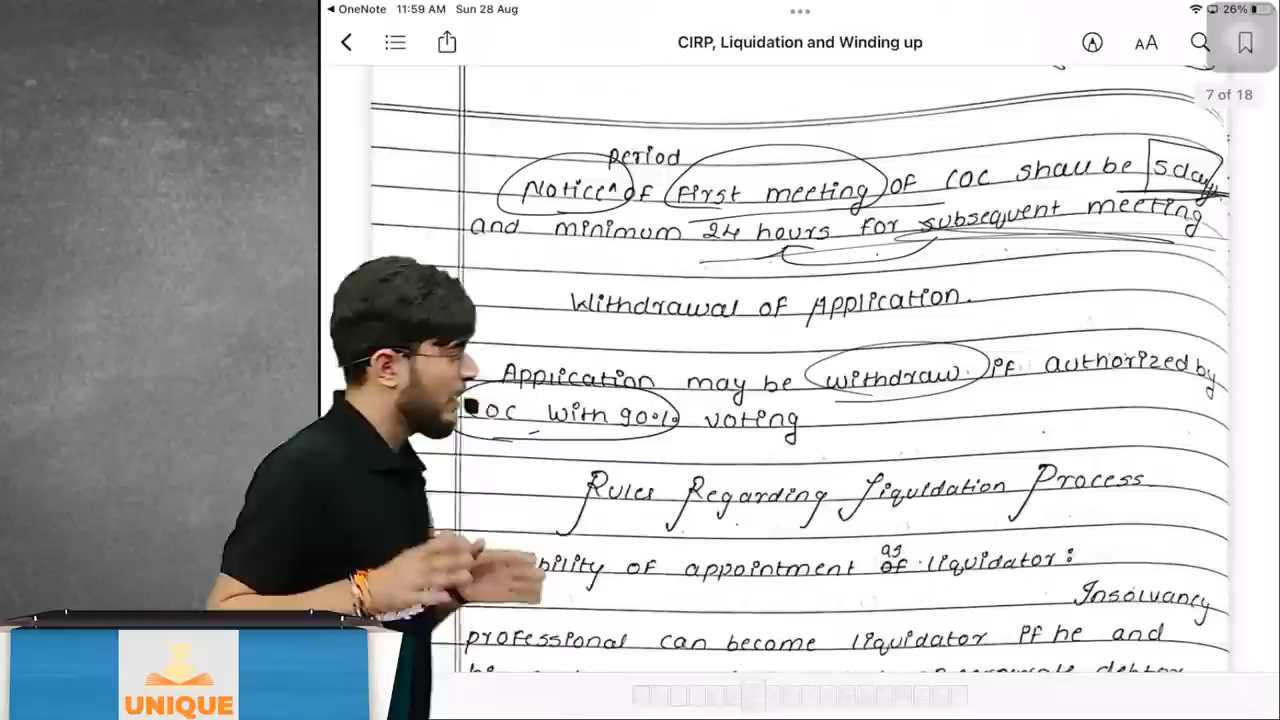 OneNote 11:59 AM Sun 28 Aug
26%
CIRP, Liquidation and Winding up
AA
7 of 18
period
Notice^ of First meeting of COC shall be 5 days
and minimum 24 hours for subsequent meeting
Withdrawal of Application.
Application may be withdraw if authorized by
COC with 90% voting
Rules Regarding Liquidation Process
bility of appointment of as liquidator:
Insolvancy
professional can become liquidator if he and
UNIQUE